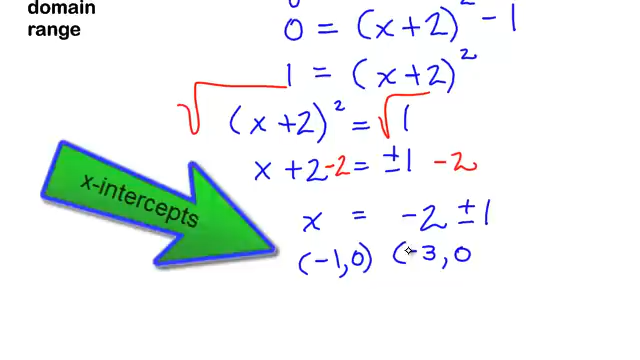 domain
range
0 = (x+2)² - 1
1 = (x+2)²
√(x+2)² = √1
x + 2 -2 = ±1 -2
x-intercepts
x = -2 ± 1
(-1,0) (-3,0